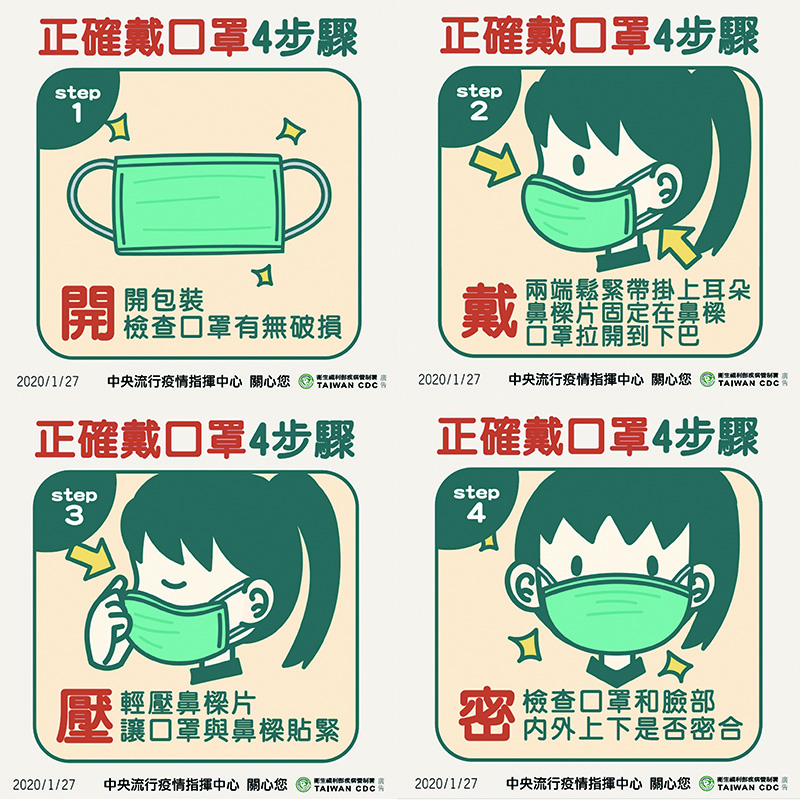 正確戴口罩4步驟
step
1
開
開包裝
檢查口罩有無破損
2020/1/27
中央流行疫情指揮中心 關心您
衛生福利部疾病管制署
TAIWAN CDC
廣告
正確戴口罩4步驟
step
2
戴
兩端鬆緊帶掛上耳朵
鼻樑片固定在鼻樑
口罩拉開到下巴
2020/1/27
中央流行疫情指揮中心 關心您
衛生福利部疾病管制署
TAIWAN CDC
廣告
正確戴口罩4步驟
step
3
壓
輕壓鼻樑片
讓口罩與鼻樑貼緊
2020/1/27
中央流行疫情指揮中心 關心您
衛生福利部疾病管制署
TAIWAN CDC
廣告
正確戴口罩4步驟
step
4
密
檢查口罩和臉部
內外上下是否密合
2020/1/27
中央流行疫情指揮中心 關心您
衛生福利部疾病管制署
TAIWAN CDC
廣告